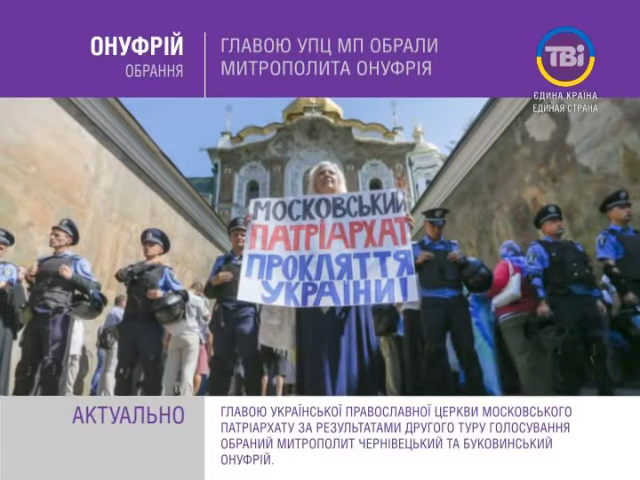 ОНУФРІЙ
ОБРАННЯ
ГЛАВОЮ УПЦ МП ОБРАЛИ
МИТРОПОЛИТА ОНУФРІЯ
ТВі
ЄДИНА КРАЇНА
ЕДИНАЯ СТРАНА
МОСКОВСЬКИЙ
ПАТРІАРХАТ
ПРОКЛЯТТЯ
УКРАЇНИ!
АКТУАЛЬНО
ГЛАВОЮ УКРАЇНСЬКОЇ ПРАВОСЛАВНОЇ ЦЕРКВИ МОСКОВСЬКОГО
ПАТРІАРХАТУ ЗА РЕЗУЛЬТАТАМИ ДРУГОГО ТУРУ ГОЛОСУВАННЯ
ОБРАНИЙ МИТРОПОЛИТ ЧЕРНІВЕЦЬКИЙ ТА БУКОВИНСЬКИЙ
ОНУФРІЙ.